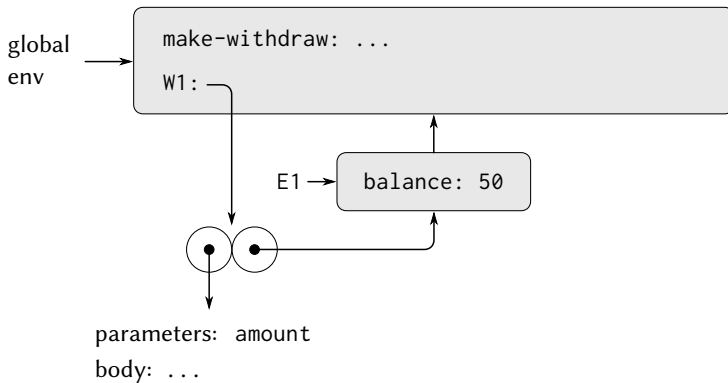 global
env
make-withdraw: ...
W1:
E1
balance: 50
parameters: amount
body: ...